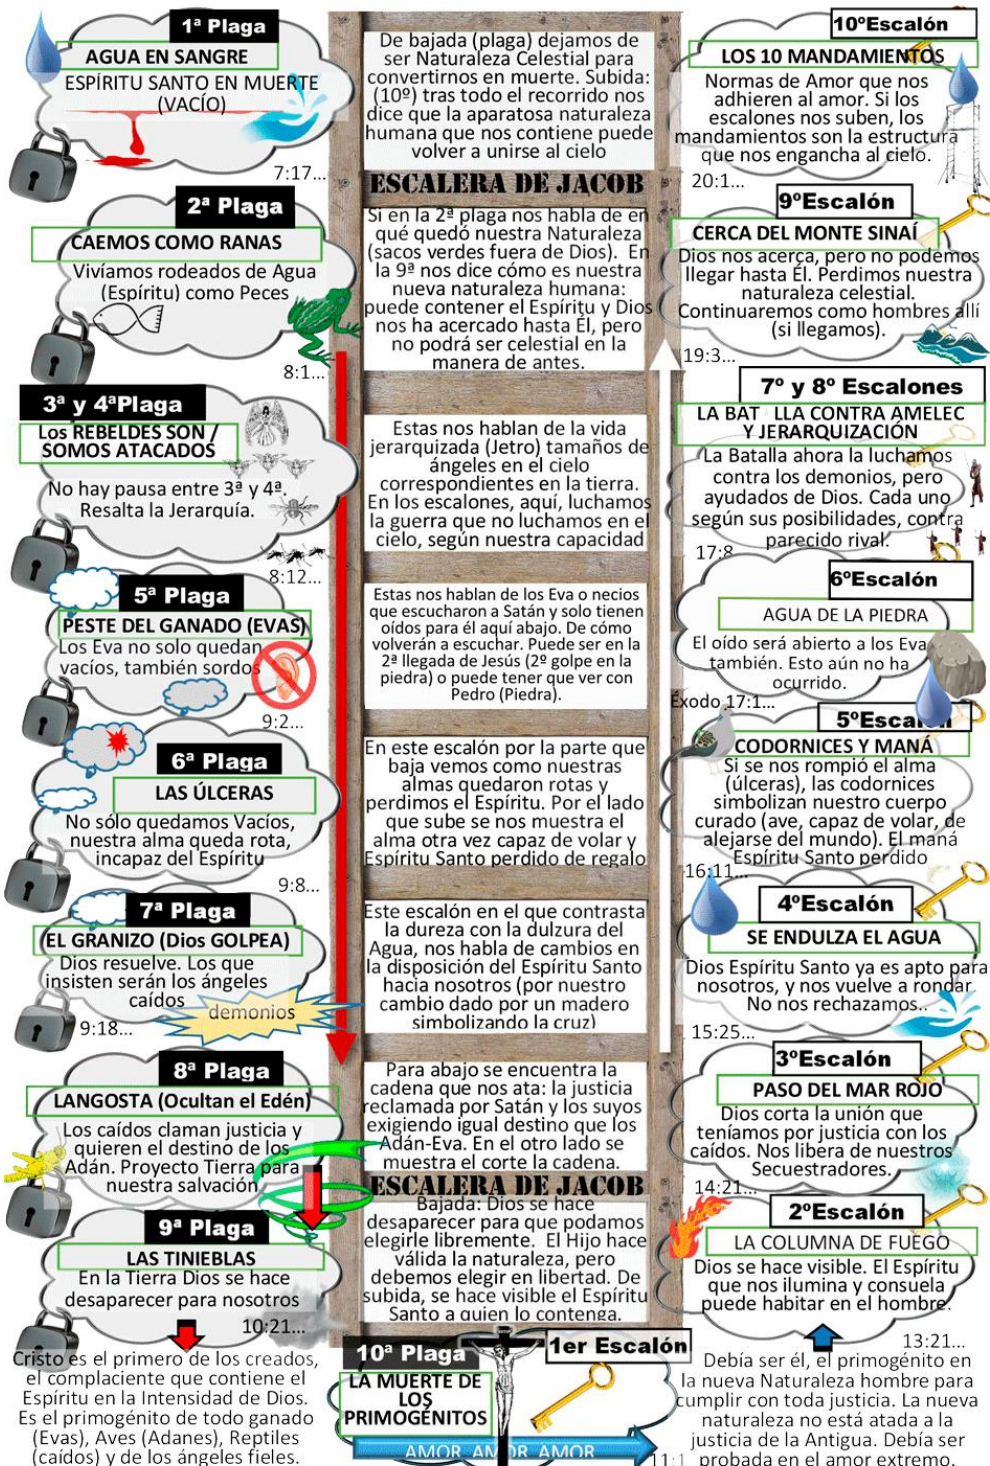 1ª Plaga
AGUA EN SANGRE
ESPÍRITU SANTO EN MUERTE
(VACÍO)
7:17...
2ª Plaga
CAEMOS COMO RANAS
Vivíamos rodeados de Agua
(Espíritu) como Peces
8:1...
3ª y 4ªPlaga
Los REBELDES SON /
SOMOS ATACADOS
No hay pausa entre 3ª y 4ª.
Resalta la Jerarquía.
8:12...
5ª Plaga
PESTE DEL GANADO (EVAS)
Los Eva no solo quedan
vacíos, también sordos
9:2...
6ª Plaga
LAS ÚLCERAS
No sólo quedamos Vacíos,
nuestra alma queda rota,
incapaz del Espíritu
9:8...
7ª Plaga
EL GRANIZO (Dios GOLPEA)
Dios resuelve. Los que
insisten serán los ángeles
caídos
demonios
9:18...
8ª Plaga
LANGOSTA (Ocultan el Edén)
Los caídos claman justicia y
quieren el destino de los
Adán. Proyecto Tierra para
nuestra salvación
9ª Plaga
LAS TINIEBLAS
En la Tierra Dios se hace
desaparecer para nosotros
10:21...
Cristo es el primero de los creados,
el complaciente que contiene el
Espíritu en la Intensidad de Dios.
Es el primogénito de todo ganado
(Evas), Aves (Adanes), Reptiles
(caídos) y de los ángeles fieles.
De bajada (plaga) dejamos de
ser Naturaleza Celestial para
convertirnos en muerte. Subida:
(10º) tras todo el recorrido nos
dice que la aparatosa naturaleza
humana que nos contiene puede
volver a unirse al cielo
ESCALERA DE JACOB
Si en la 2ª plaga nos habla de en
qué quedó nuestra Naturaleza
(sacos verdes fuera de Dios). En
la 9ª nos dice cómo es nuestra
nueva naturaleza humana:
puede contener el Espíritu y Dios
nos ha acercado hasta Él, pero
no podrá ser celestial en la
manera de antes.
Estas nos hablan de la vida
jerarquizada (Jetro) tamaños de
ángeles en el cielo
correspondientes en la tierra.
En los escalones, aquí, luchamos
la guerra que no luchamos en el
cielo, según nuestra capacidad
Estas nos hablan de los Eva o necios
que escucharon a Satán y solo tienen
oídos para él aquí abajo. De cómo
volverán a escuchar. Puede ser en la
2ª llegada de Jesús (2º golpe en la
piedra) o puede tener que ver con
Pedro (Piedra).
En este escalón por la parte que
baja vemos como nuestras
almas quedaron rotas y
perdimos el Espíritu. Por el lado
que sube se nos muestra el
alma otra vez capaz de volar y
Espíritu Santo perdido de regalo
Este escalón en el que contrasta
la dureza con la dulzura del
Agua, nos habla de cambios en
la disposición del Espíritu Santo
hacia nosotros (por nuestro
cambio dado por un madero
simbolizando la cruz)
Para abajo se encuentra la
cadena que nos ata: la justicia
reclamada por Satán y los suyos
exigiendo igual destino que los
Adán-Eva. En el otro lado se
muestra el corte la cadena.
ESCALERA DE JACOB
Bajada: Dios se hace
desaparecer para que podamos
elegirle libremente. El Hijo hace
válida la naturaleza, pero
debemos elegir en libertad. De
subida, se hace visible el Espíritu
Santo a quien lo contenga.
10ª Plaga
LA MUERTE DE
LOS
PRIMOGÉNITOS
1er Escalón
AMOR AMOR AMOR
11:1
10ºEscalón
LOS 10 MANDAMIENTOS
Normas de Amor que nos
adhieren al amor. Si los
escalones nos suben, los
mandamientos son la estructura
que nos engancha al cielo.
20:1...
9ºEscalón
CERCA DEL MONTE SINAÍ
Dios nos acerca, pero no podemos
llegar hasta Él. Perdimos nuestra
naturaleza celestial.
Continuaremos como hombres allí
(si llegamos).
19:3...
7º y 8º Escalones
LA BAT LLA CONTRA AMELEC
Y JERARQUIZACIÓN
La Batalla ahora la luchamos
contra los demonios, pero
ayudados de Dios. Cada uno
según sus posibilidades, contra
parecido rival.
17:8
6ºEscalón
AGUA DE LA PIEDRA
El oído será abierto a los Eva
también. Esto aún no ha
ocurrido.
Éxodo 17:1...
5ºEscalón
CODORNICES Y MANÁ
Si se nos rompió el alma
(úlceras), las codornices
simbolizan nuestro cuerpo
curado (ave, capaz de volar, de
alejarse del mundo). El maná
Espíritu Santo perdido
16:11...
4ºEscalón
SE ENDULZA EL AGUA
Dios Espíritu Santo ya es apto para
nosotros, y nos vuelve a rondar
No nos rechazamos..
15:25...
3ºEscalón
PASO DEL MAR ROJO
Dios corta la unión que
teníamos por justicia con los
caídos. Nos libera de nuestros
Secuestradores.
14:21...
2ºEscalón
LA COLUMNA DE FUEGO
Dios se hace visible. El Espíritu
que nos ilumina y consuela
puede habitar en el hombre.
13:21...
Debía ser él, el primogénito en
la nueva Naturaleza hombre para
cumplir con toda justicia. La nueva
naturaleza no está atada a la
justicia de la Antigua. Debía ser
probada en el amor extremo.